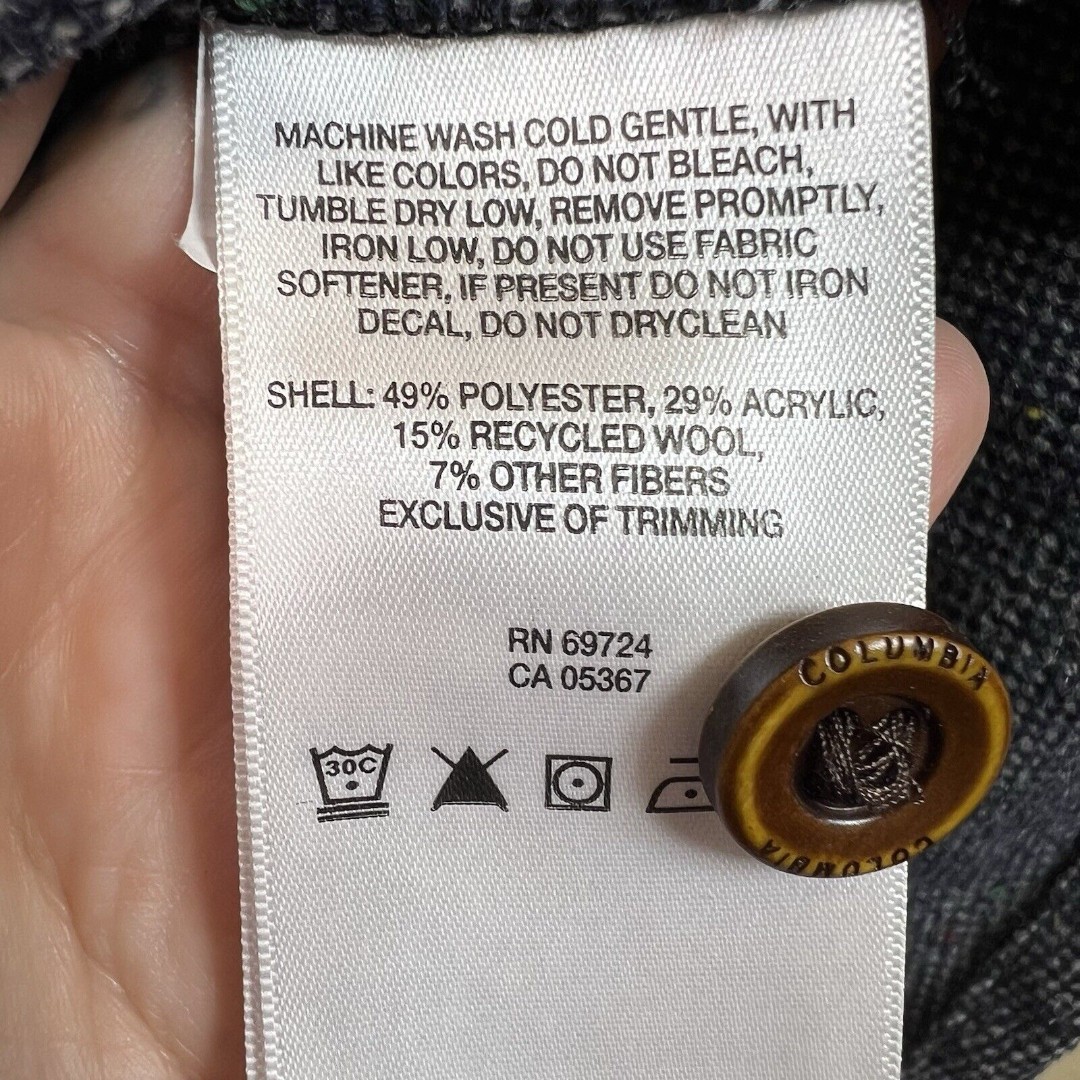 MACHINE WASH COLD GENTLE, WITH
LIKE COLORS, DO NOT BLEACH,
TUMBLE DRY LOW, REMOVE PROMPTLY,
IRON LOW, DO NOT USE FABRIC
SOFTENER, IF PRESENT DO NOT IRON
DECAL, DO NOT DRYCLEAN
SHELL: 49% POLYESTER, 29% ACRYLIC,
15% RECYCLED WOOL,
7% OTHER FIBERS
EXCLUSIVE OF TRIMMING
RN 69724
CA 05367
30C
COLUMBIA
COLUMBIA